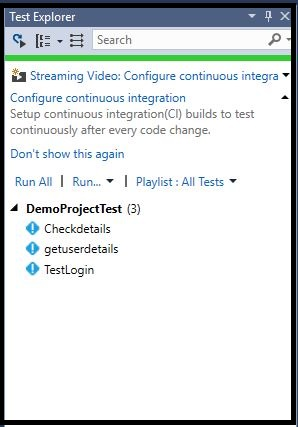 Test Explorer
Search
Streaming Video: Configure continuous integra
Configure continuous integration
Setup continuous integration(CI) builds to test
continuously after every code change.
Don't show this again
Run All | Run... | Playlist : All Tests
DemoProjectTest (3)
Checkdetails
getuserdetails
TestLogin